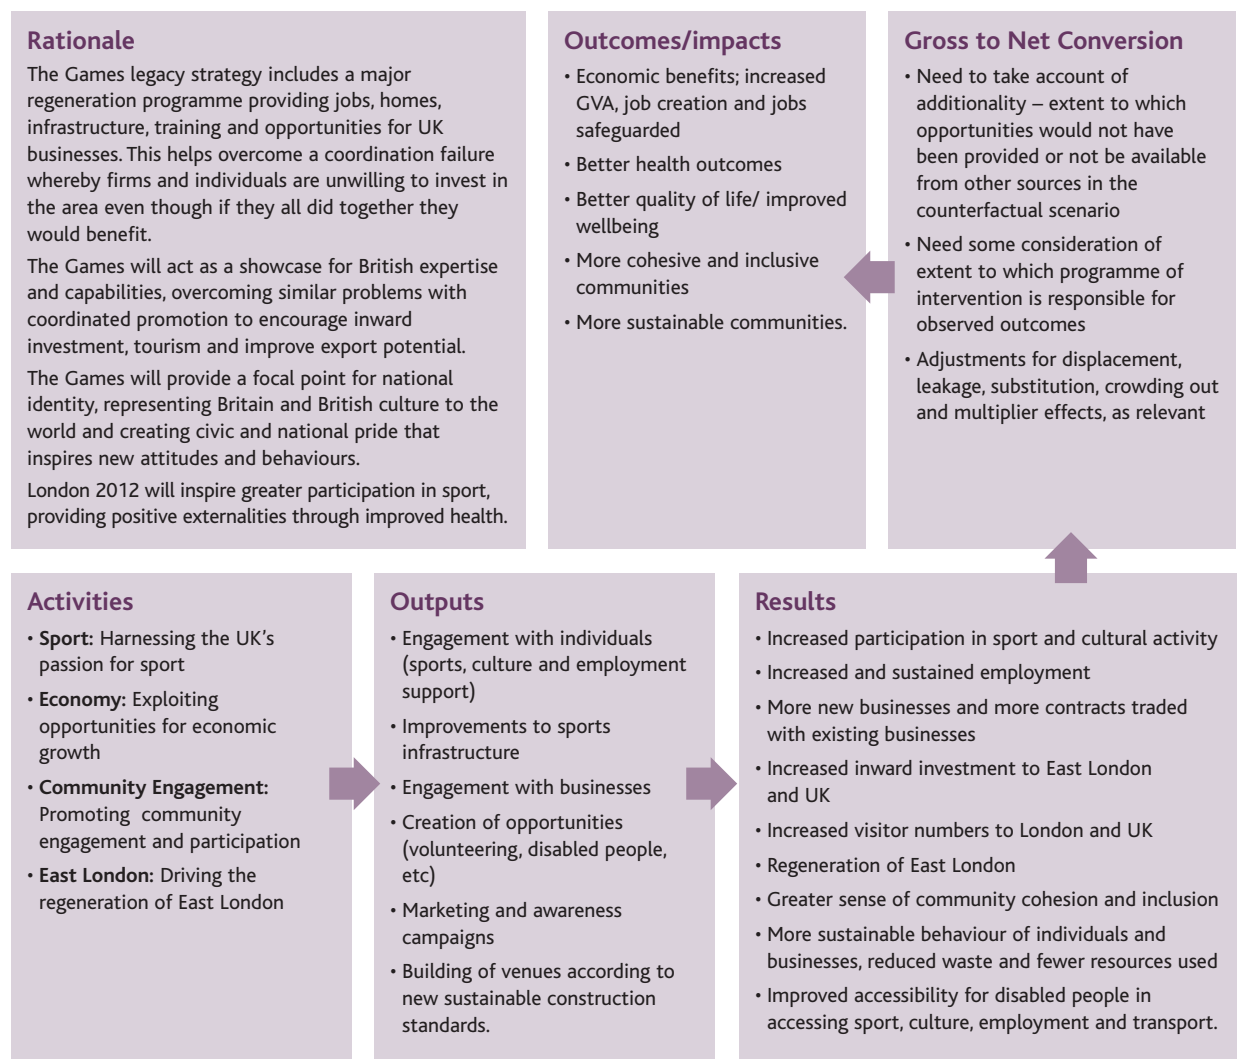 Rationale
The Games legacy strategy includes a major
regeneration programme providing jobs, homes,
infrastructure, training and opportunities for UK
businesses. This helps overcome a coordination failure
whereby firms and individuals are unwilling to invest in
the area even though if they all did together they
would benefit.
The Games will act as a showcase for British expertise
and capabilities, overcoming similar problems with
coordinated promotion to encourage inward
investment, tourism and improve export potential.
The Games will provide a focal point for national
identity, representing Britain and British culture to the
world and creating civic and national pride that
inspires new attitudes and behaviours.
London 2012 will inspire greater participation in sport,
providing positive externalities through improved health.
Outcomes/impacts
• Economic benefits; increased
GVA, job creation and jobs
safeguarded
• Better health outcomes
• Better quality of life/ improved
wellbeing
• More cohesive and inclusive
communities
• More sustainable communities.
Gross to Net Conversion
• Need to take account of
additionality – extent to which
opportunities would not have
been provided or not be available
from other sources in the
counterfactual scenario
• Need some consideration of
extent to which programme of
intervention is responsible for
observed outcomes
• Adjustments for displacement,
leakage, substitution, crowding out
and multiplier effects, as relevant
Activities
• Sport: Harnessing the UK's
passion for sport
• Economy: Exploiting
opportunities for economic
growth
• Community Engagement:
Promoting community
engagement and participation
• East London: Driving the
regeneration of East London
Outputs
• Engagement with individuals
(sports, culture and employment
support)
• Improvements to sports
infrastructure
• Engagement with businesses
• Creation of opportunities
(volunteering, disabled people,
etc)
• Marketing and awareness
campaigns
• Building of venues according to
new sustainable construction
standards.
Results
• Increased participation in sport and cultural activity
• Increased and sustained employment
• More new businesses and more contracts traded
with existing businesses
• Increased inward investment to East London
and UK
• Increased visitor numbers to London and UK
• Regeneration of East London
• Greater sense of community cohesion and inclusion
• More sustainable behaviour of individuals and
businesses, reduced waste and fewer resources used
• Improved accessibility for disabled people in
accessing sport, culture, employment and transport.